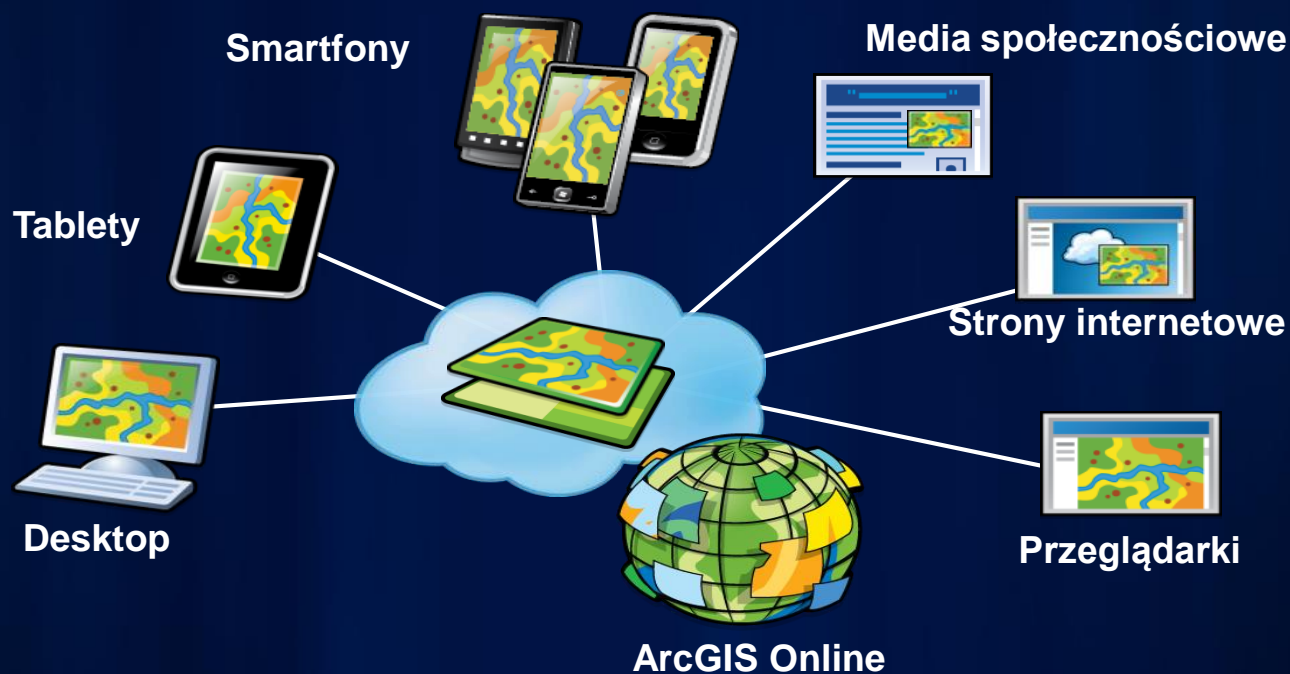 Smartfony
Media społecznościowe
Tablety
Strony internetowe
Desktop
Przeglądarki
ArcGIS Online